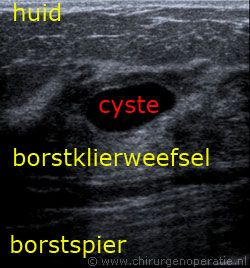 huid
cyste
borstklierweefsel
borstspier
© www.chirurgenoperatie.nl